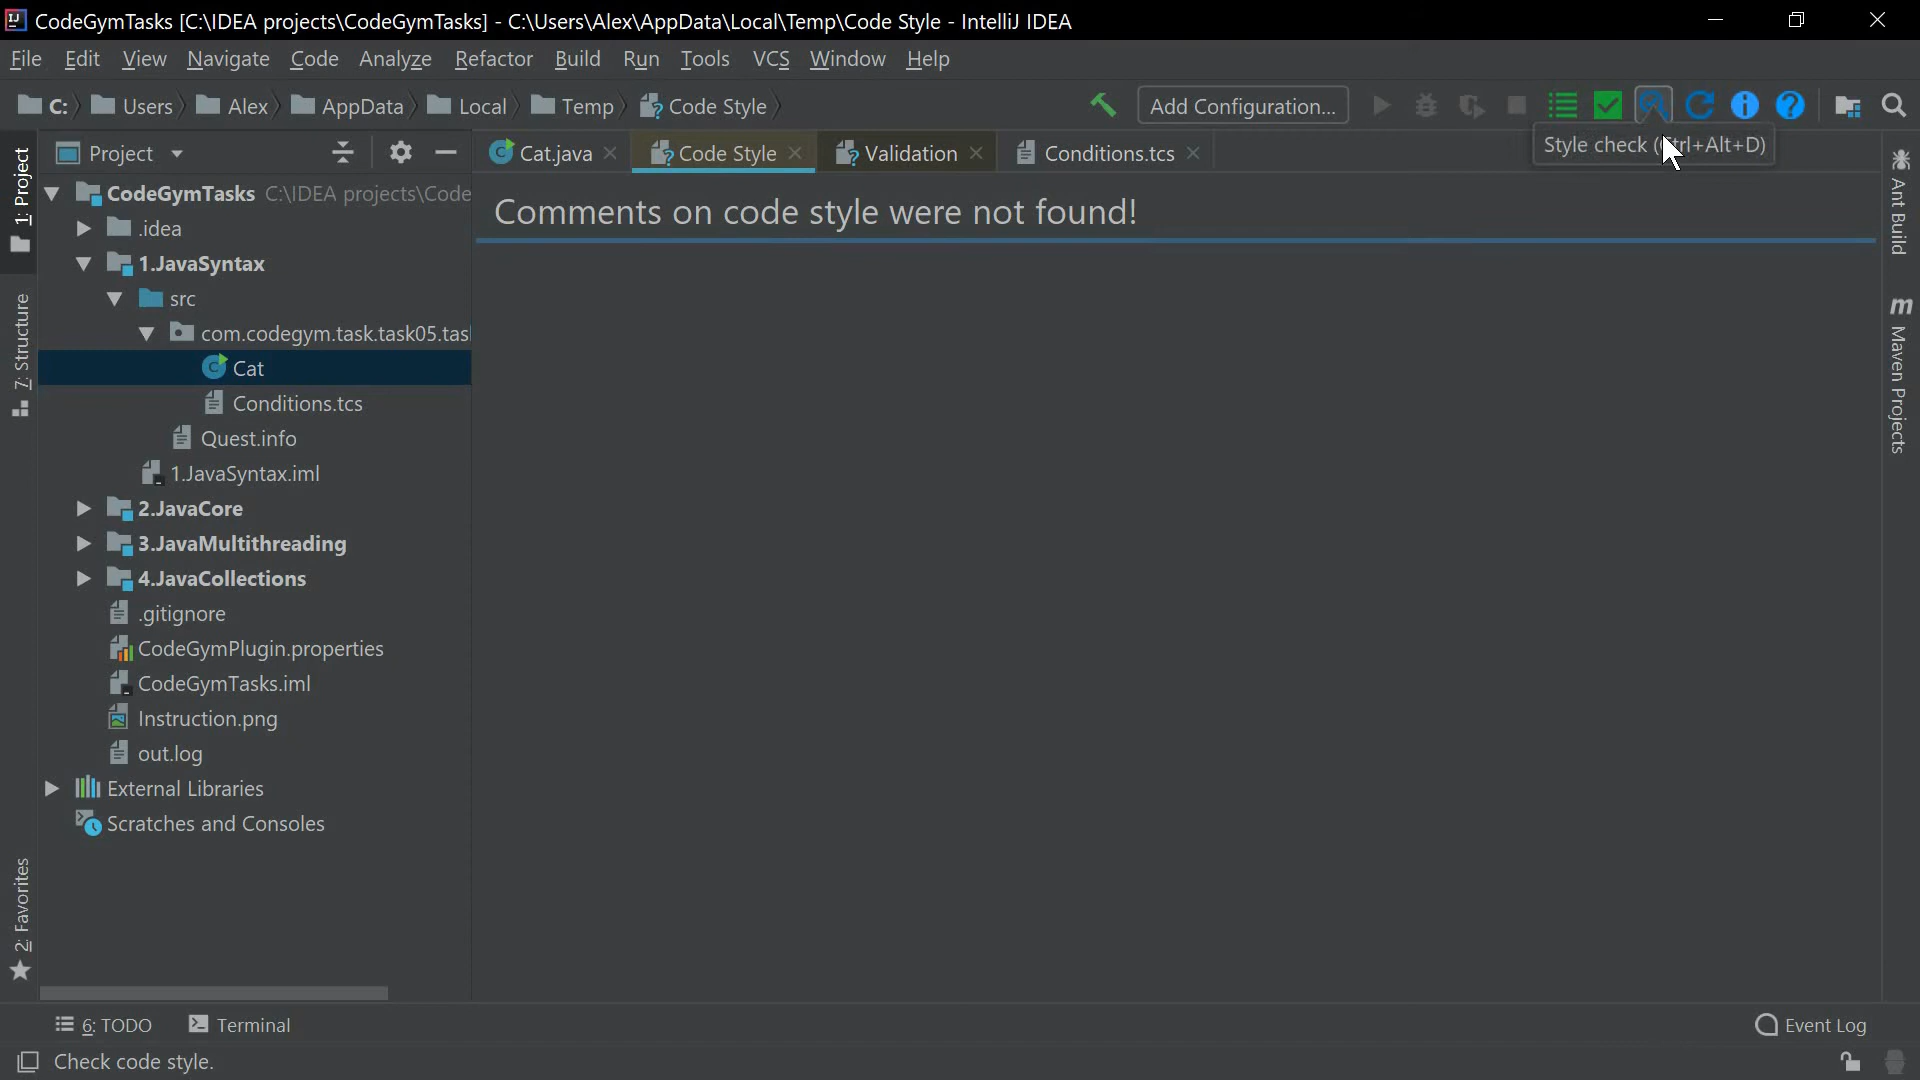 CodeGymTasks [C:\IDEA projects\CodeGymTasks] - C:\Users\Alex\AppData\Local\Temp\Code Style - IntelliJ IDEA
File Edit View Navigate Code Analyze Refactor Build Run Tools VCS Window Help
C: Users Alex AppData Local Temp Code Style Add Configuration...
Style check (Ctrl+Alt+D)
Project Cat.java Code Style Validation Conditions.tcs
Comments on code style were not found!
CodeGymTasks C:\IDEA projects\Code
.idea
1.JavaSyntax
src
com.codegym.task.task05.tas
Cat
Conditions.tcs
Quest.info
1.JavaSyntax.iml
2.JavaCore
3.JavaMultithreading
4.JavaCollections
.gitignore
CodeGymPlugin.properties
CodeGymTasks.iml
Instruction.png
out.log
External Libraries
Scratches and Consoles
1: Project
7: Structure
2: Favorites
Ant Build
m Maven Projects
6: TODO Terminal Event Log
Check code style.